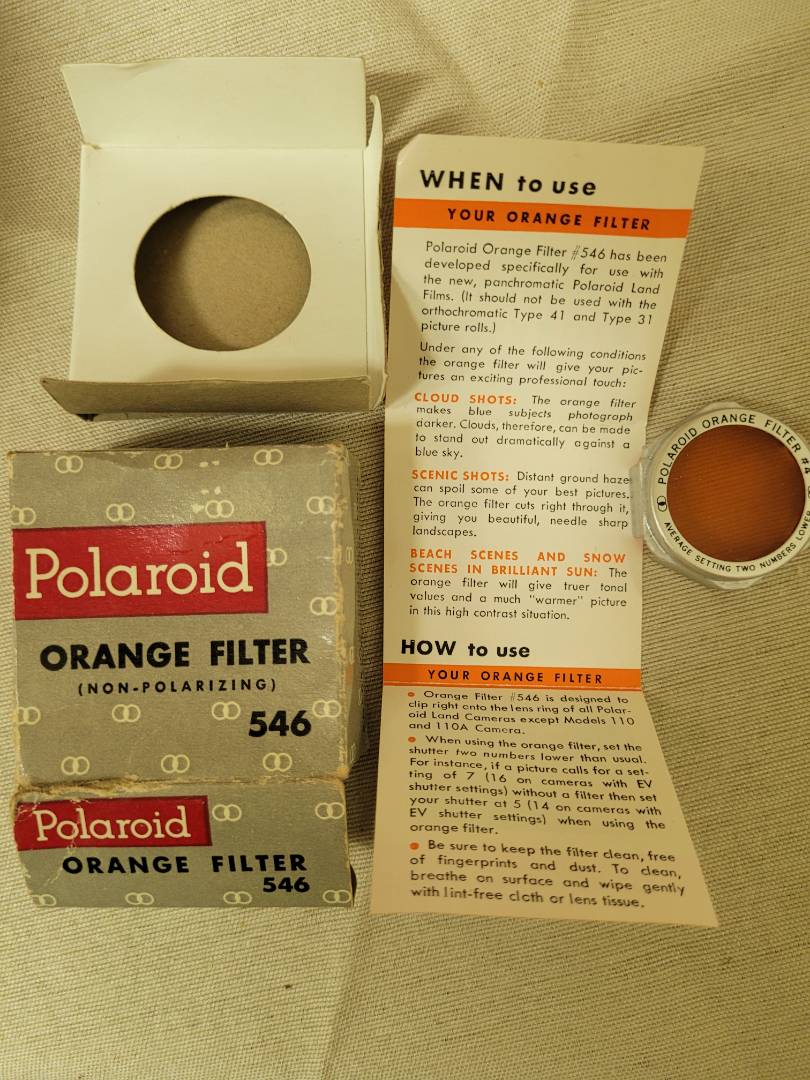 WHEN to use
YOUR ORANGE FILTER
Polaroid Orange Filter #546 has been
developed specifically for use with
the new, panchromatic Polaroid Land
Films. (It should not be used with the
orthochromatic Type 41 and Type 31
picture rolls.)
Under any of the following conditions
the orange filter will give your pic-
tures an exciting professional touch:
CLOUD SHOTS: The orange filter
makes blue subjects photograph
darker. Clouds, therefore, can be made
to stand out dramatically against a
blue sky.
SCENIC SHOTS: Distant ground haze
can spoil some of your best pictures.
The orange filter cuts right through it,
giving you beautiful, needle sharp
landscapes.
BEACH SCENES AND SNOW
SCENES IN BRILLIANT SUN: The
orange filter will give truer tonal
values and a much "warmer" picture
in this high contrast situation.
HOW to use
YOUR ORANGE FILTER
• Orange Filter #546 is designed to
clip right onto the lens ring of all Polar-
oid Land Cameras except Models 110
and 110A Camera.
• When using the orange filter, set the
shutter two numbers lower than usual.
For instance, if a picture calls for a set-
ting of 7 (16 on cameras with EV
shutter settings) without a filter then set
your shutter at 5 (14 on cameras with
EV shutter settings) when using the
orange filter.
• Be sure to keep the filter clean, free
of fingerprints and dust. To clean,
breathe on surface and wipe gently
with lint-free cloth or lens tissue.
POLAROID ORANGE FILTER #4
AVERAGE SETTING TWO NUMBERS LOWER
Polaroid
ORANGE FILTER
(NON-POLARIZING)
546
Polaroid
ORANGE FILTER
546